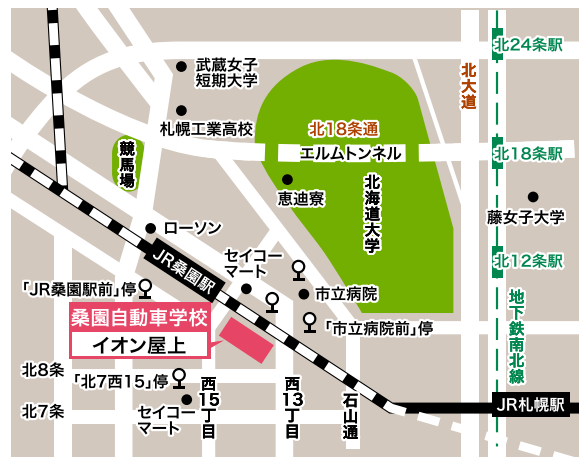 北24条駅
武蔵女子
短期大学
北大道
札幌工業高校
北18条通
エルムトンネル
北18条駅
競馬場
恵迪寮
北海道大学
藤女子大学
ローソン
JR桑園駅
セイコー
マート
北12条駅
「JR桑園駅前」停
市立病院
地下鉄南北線
桑園自動車学校
「市立病院前」停
イオン屋上
北8条
「北7西15」停
西15丁目
西13丁目
石山通
北7条
セイコー
マート
JR札幌駅